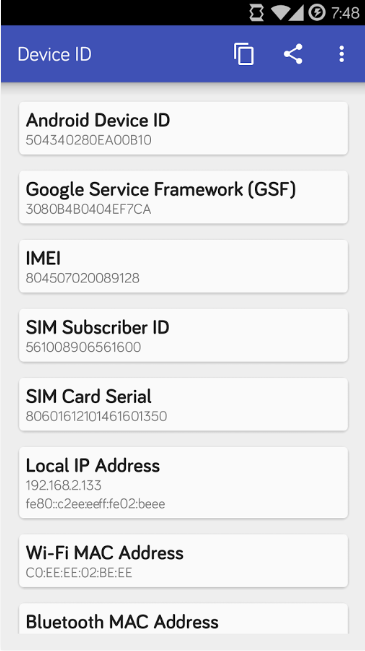 7:48
Device ID
Android Device ID
504340280EA00B10
Google Service Framework (GSF)
3080B4B0404EF7CA
IMEI
804507020089128
SIM Subscriber ID
561008906561600
SIM Card Serial
80601612101461601350
Local IP Address
192.168.2.133
fe80::c2ee:eeff:fe02:beee
Wi-Fi MAC Address
C0:EE:EE:02:BE:EE
Bluetooth MAC Address